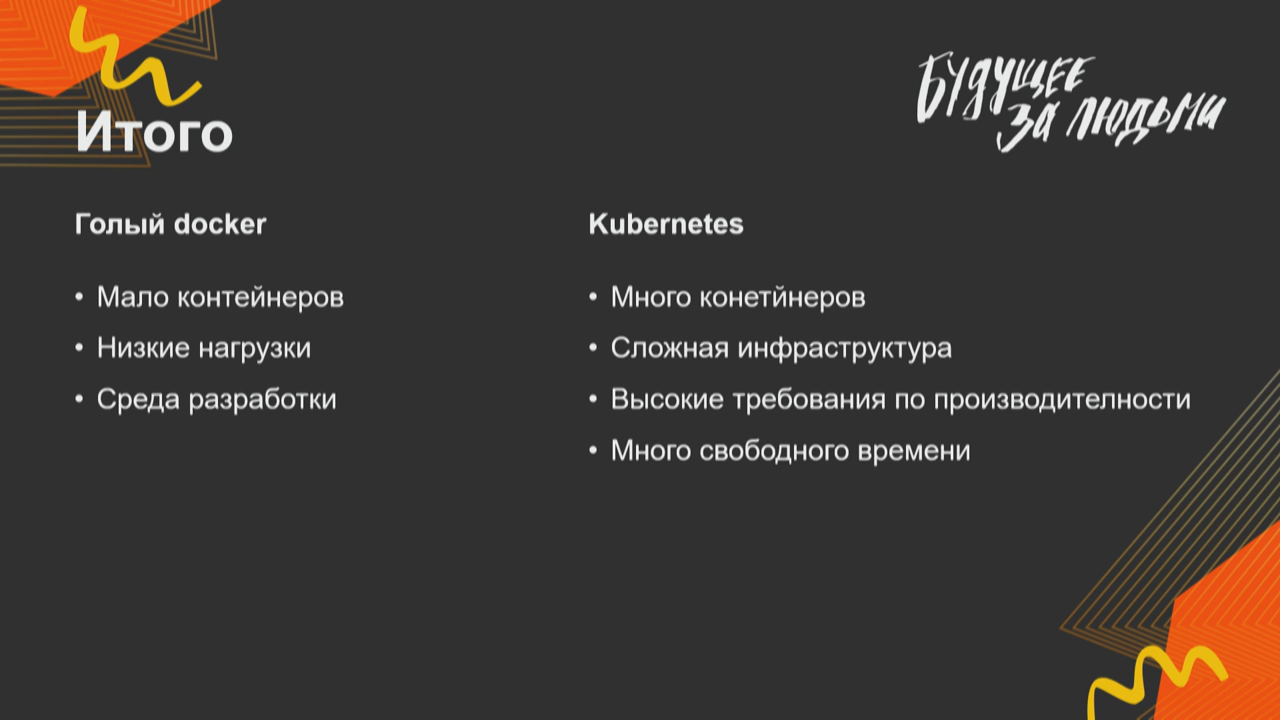 Будущее
за людьми
Итого
Голый docker
• Мало контейнеров
• Низкие нагрузки
• Среда разработки
Kubernetes
• Много конетйнеров
• Сложная инфраструктура
• Высокие требования по производителности
• Много свободного времени